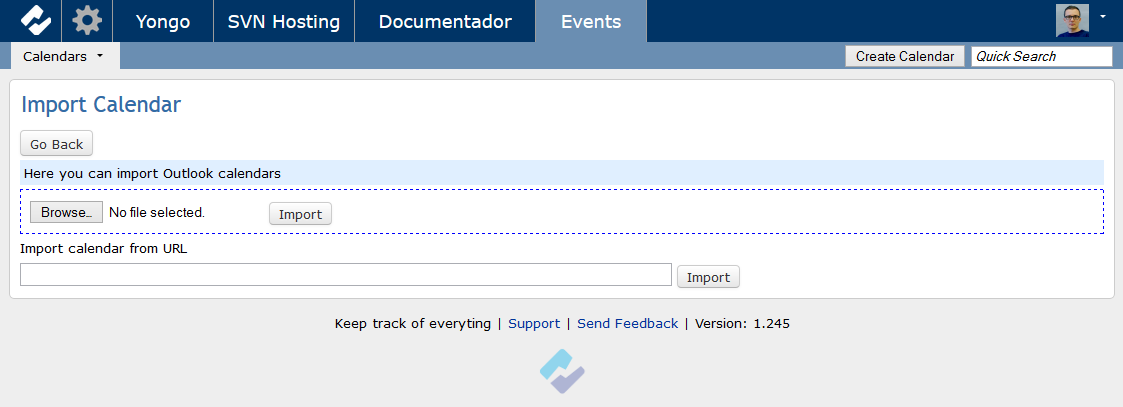 Yongo SVN Hosting Documentador Events
Calendars Create Calendar Quick Search
Import Calendar
Go Back
Here you can import Outlook calendars
Browse... No file selected. Import
Import calendar from URL
Import
Keep track of everyting | Support | Send Feedback | Version: 1.245